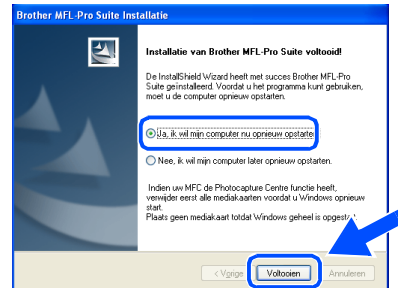 Brother MFL-Pro Suite Installatie
Installatie van Brother MFL-Pro Suite voltooid!
De InstallShield Wizard heeft met succes Brother MFL-Pro
Suite geïnstalleerd. Voordat u het programma kunt gebruiken,
moet u de computer opnieuw opstarten.
Ja, ik wil mijn computer nu opnieuw opstarten
Nee, ik wil mijn computer later opnieuw opstarten.
Indien uw MFC de Photocapture Centre functie heeft,
verwijder eerst alle mediakaarten voordat u Windows opnieuw
start.
Plaats geen mediakaart totdat Windows geheel is opgestart.
< Vorige
Voltooien
Annuleren